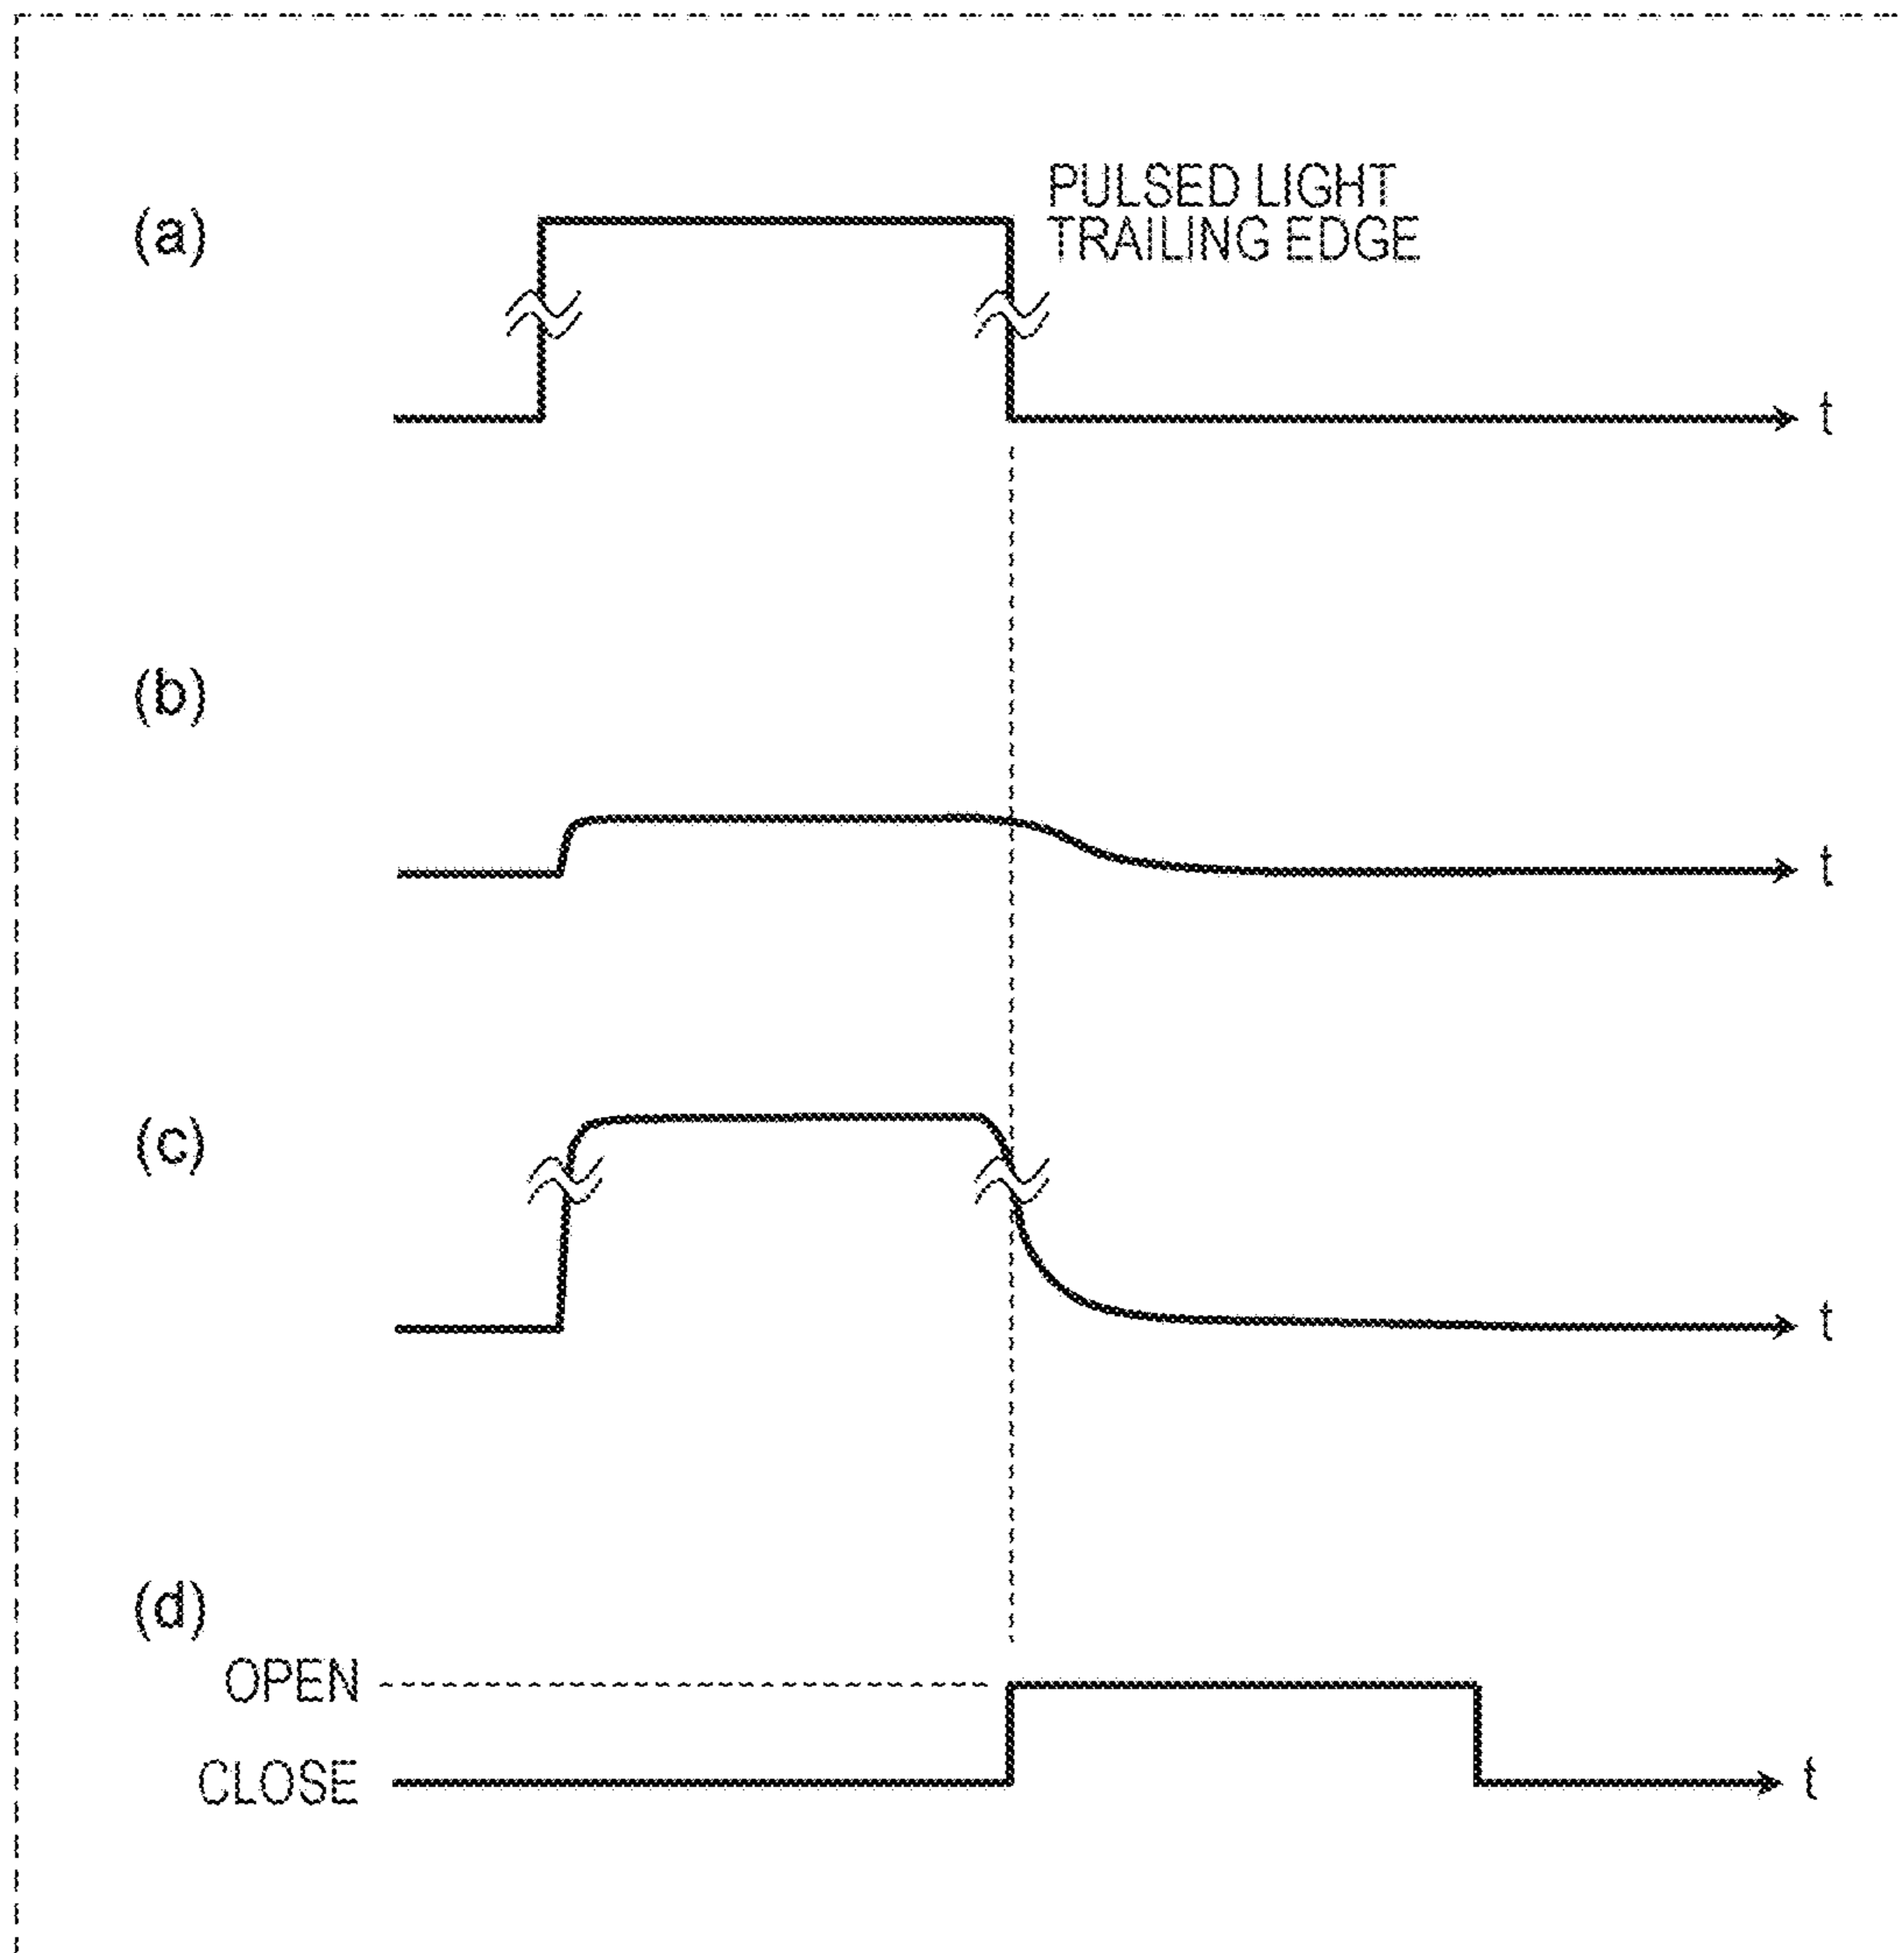 (a)
PULSED LIGHT
TRAILING EDGE
t
(b)
t
(c)
t
(d)
OPEN
CLOSE
t